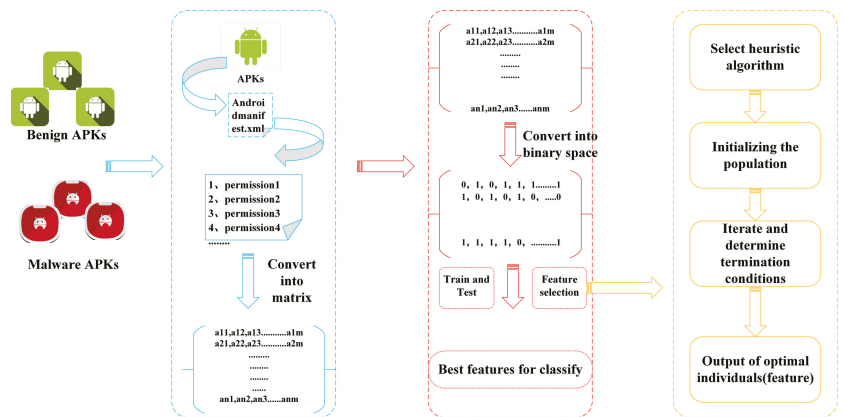 Benign APKs
Malware APKs
APKs
Androi
dmanif
est.xml
1、permission1
2、permission2
3、permission3
4、permission4
........
Convert
into
matrix
a11,a12,a13...........a1m
a21,a22,a23...........a2m
.........
........
........
......
an1,an2,an3......anm
a11,a12,a13...........a1m
a21,a22,a23...........a2m
.........
........
........
an1,an2,an3......anm
Convert into
binary space
0, 1, 0, 1, 1, 1.........1
1, 0, 1, 0, 1, 0, .....0
1, 1, 1, 1, 0, ..........1
Train and
Test
Feature
selection
Best features for classify
Select heuristic
algorithm
Initializing the
population
Iterate and
determine
termination
conditions
Output of optimal
individuals(feature)